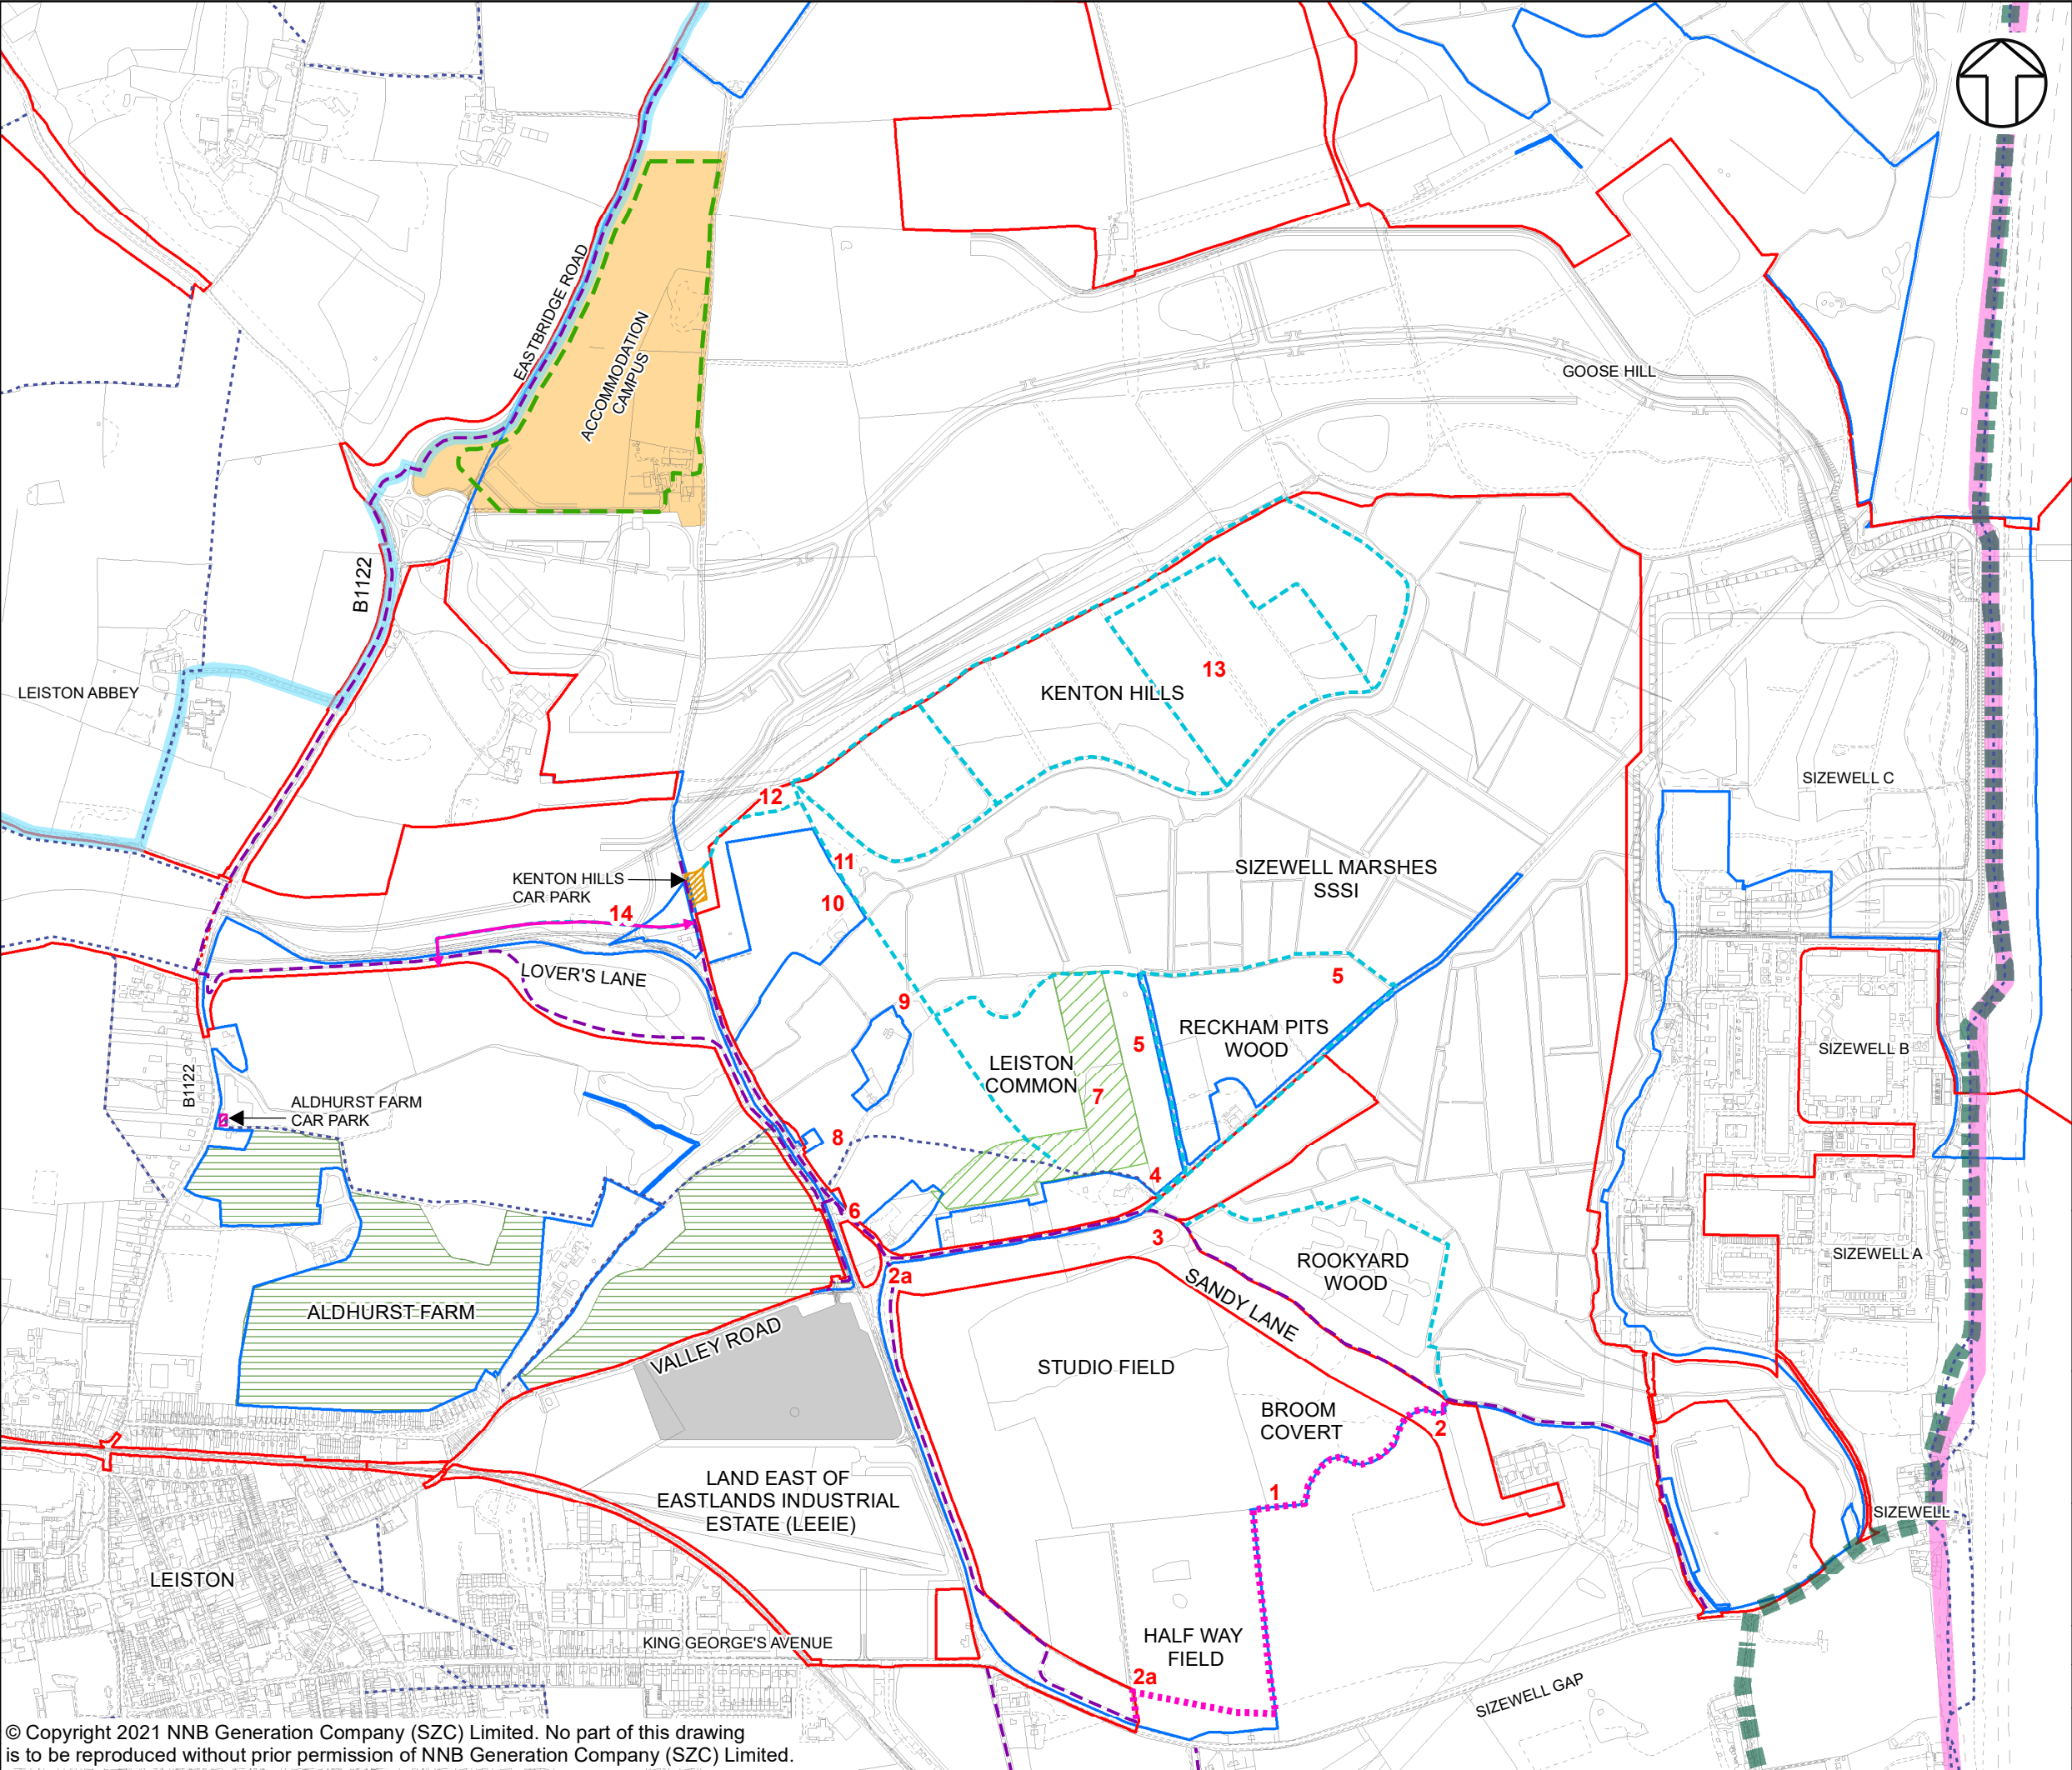 EASTBRIDGE ROAD
ACCOMMODATION
CAMPUS
GOOSE HILL
B1122
LEISTON ABBEY
13
KENTON HILLS
SIZEWELL C
12
11
SIZEWELL MARSHES
SSSI
KENTON HILLS
CAR PARK
10
14
LOVER'S LANE
5
9
RECKHAM PITS
WOOD
5
SIZEWELL B
LEISTON
COMMON
7
B1122
ALDHURST FARM
CAR PARK
8
4
6
3
SIZEWELL A
ROOKYARD
WOOD
2a
SANDY LANE
ALDHURST FARM
VALLEY ROAD
STUDIO FIELD
BROOM
COVERT
2
1
LAND EAST OF
EASTLANDS INDUSTRIAL
ESTATE (LEEIE)
SIZEWELL
LEISTON
KING GEORGE'S AVENUE
HALF WAY
FIELD
2a
SIZEWELL GAP
© Copyright 2021 NNB Generation Company (SZC) Limited. No part of this drawing
is to be reproduced without prior permission of NNB Generation Company (SZC) Limited.